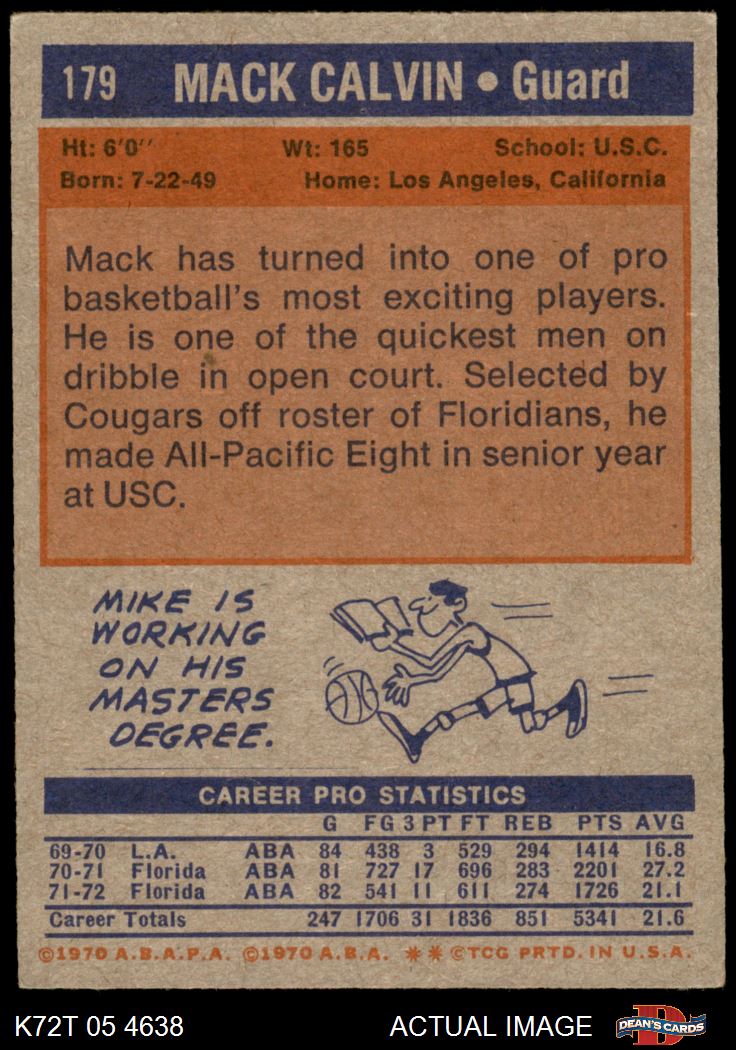 179 MACK CALVIN • Guard
Ht: 6'0'' Wt: 165 School: U.S.C.
Born: 7-22-49 Home: Los Angeles, California
Mack has turned into one of pro
basketball's most exciting players.
He is one of the quickest men on
dribble in open court. Selected by
Cougars off roster of Floridians, he
made All-Pacific Eight in senior year
at USC.
MIKE IS
WORKING
ON HIS
MASTERS
DEGREE.
CAREER PRO STATISTICS
G FG 3 PT FT REB PTS AVG
69-70 L.A. ABA 84 438 3 529 294 1414 16.8
70-71 Florida ABA 81 727 17 696 283 2201 27.2
71-72 Florida ABA 82 541 11 611 274 1726 21.1
Career Totals 247 1706 31 1836 851 5341 21.6
©1970 A.B.A.P.A. ©1970 A.B.A. ** ©TCG PRTD. IN U.S.A.
K72T 05 4638 ACTUAL IMAGE D DEAN'S CARDS